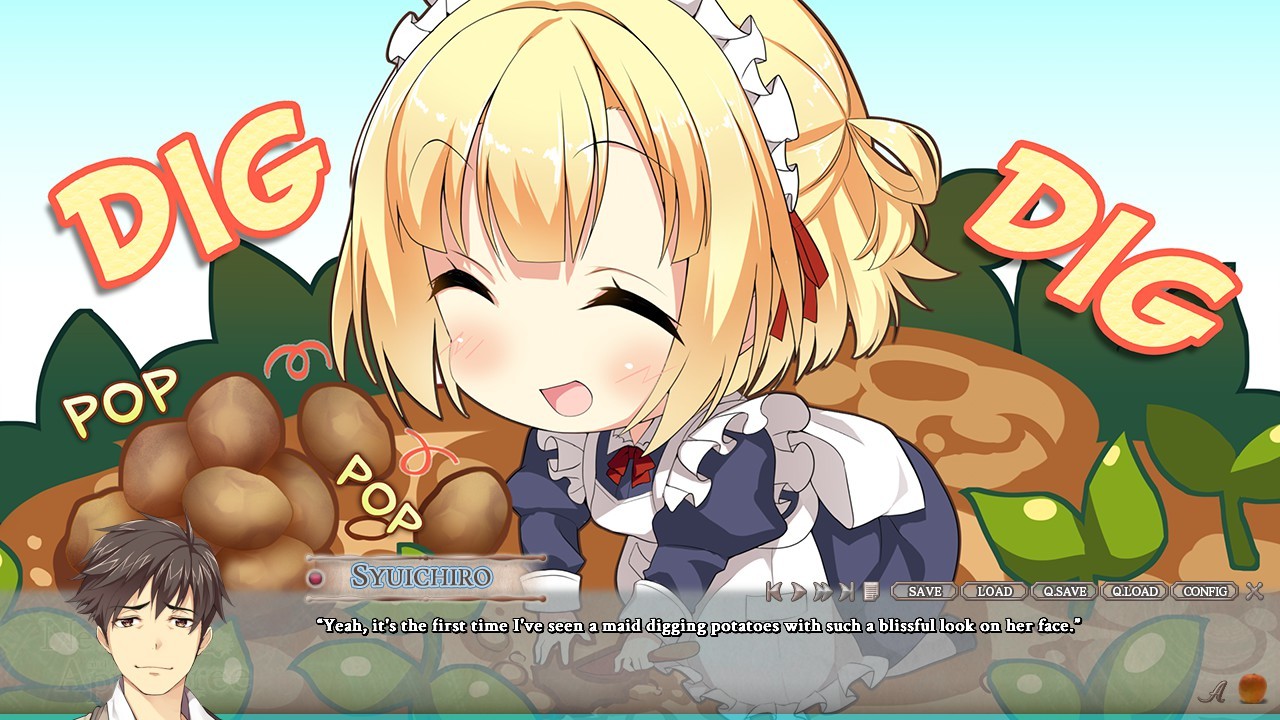 DIG
DIG
POP
POP
SYUICHIRO
SAVE LOAD Q.SAVE Q.LOAD CONFIG
“Yeah, it's the first time I've seen a maid digging potatoes with such a blissful look on her face.”
A